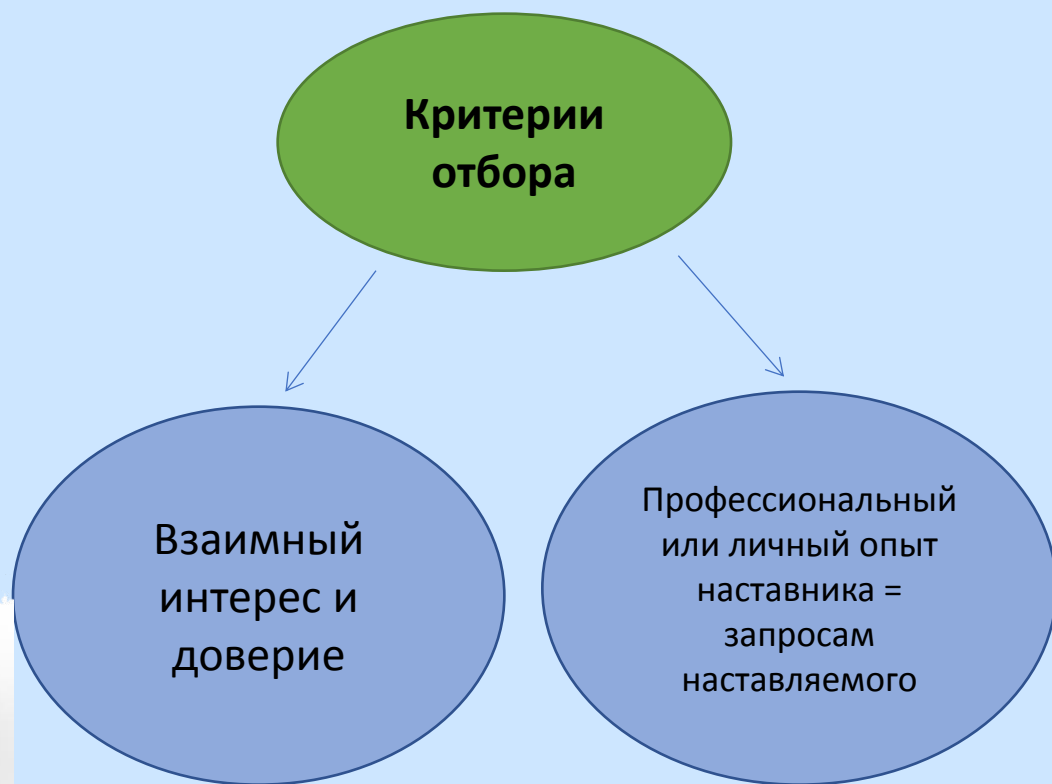 Критерии
отбора
Взаимный
интерес и
доверие
Профессиональный
или личный опыт
наставника =
запросам
наставляемого